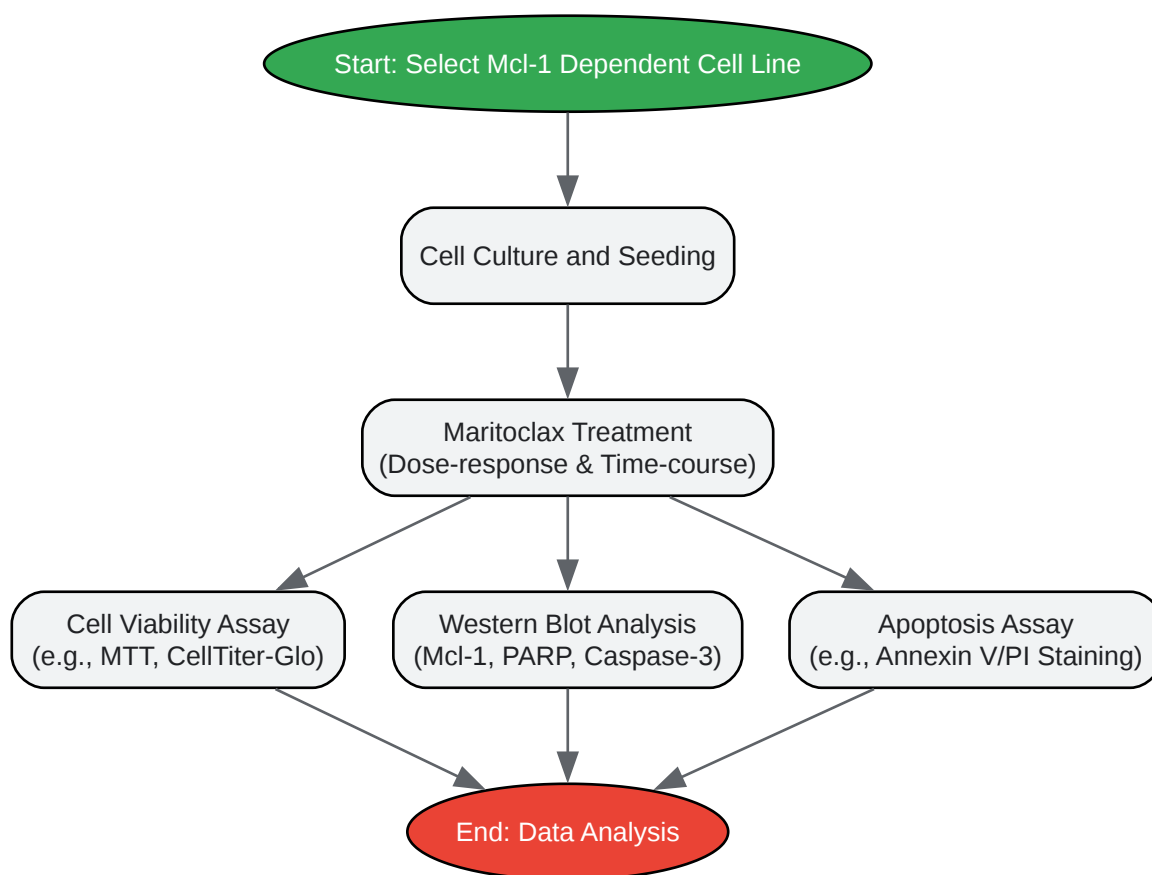 Start: Select Mcl-1 Dependent Cell Line
Cell Culture and Seeding
Maritoclax Treatment
(Dose-response & Time-course)
Cell Viability Assay
(e.g., MTT, CellTiter-Glo)
Western Blot Analysis
(Mcl-1, PARP, Caspase-3)
Apoptosis Assay
(e.g., Annexin V/PI Staining)
End: Data Analysis